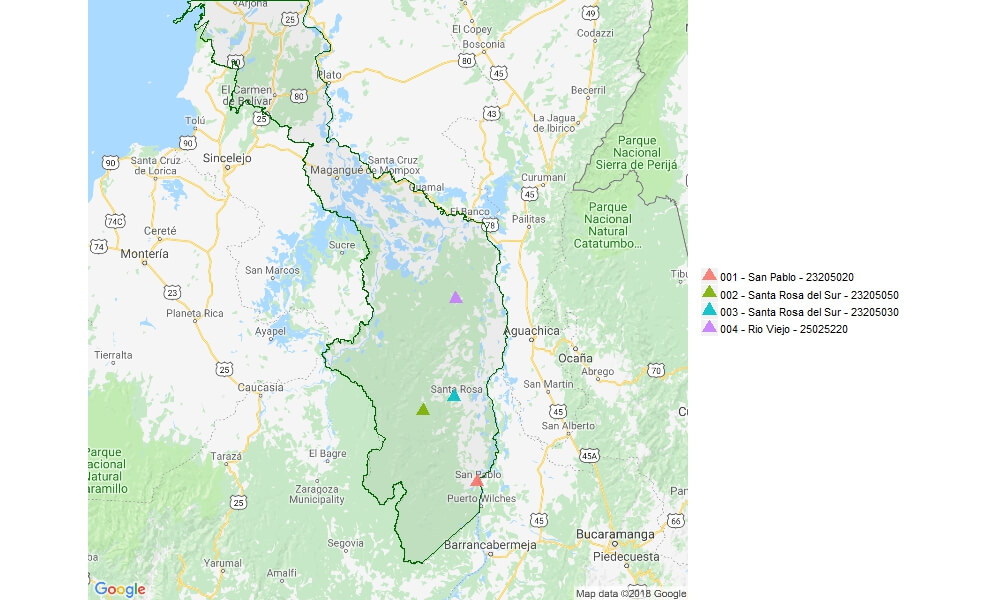 Arjona
25
El Copey
49
Codazzi
Bosconia
80
45
90
Plato
El Carmen
de Bolívar
80
Becerril
43
La Jagua
de Ibirico
Tolú
25
90
Parque
Nacional
Sierra de Perijá
Sincelejo
90
Santa Cruz
de Lorica
Santa Cruz
de Mompox
Magangué
Curumaní
Guamal
45
El Banco
Parque
Nacional
Natural
Catatumbo...
74C
78
Pailitas
Cereté
74
Sucre
Montería
San Marcos
Tibu
001 - San Pablo - 23205020
23
002 - Santa Rosa del Sur - 23205050
Planeta Rica
003 - Santa Rosa del Sur - 23205030
Ayapel
Aguachica
004 - Rio Viejo - 25025220
Tierralta
Ocaña
25
Abrego
70
Caucasia
Santa Rosa
San Martin
45
San Alberto
Tarazá
El Bagre
45A
Parque
acional
Natural
aramillo
San Pablo
Zaragoza
Municipality
Puerto Wilches
Pan
25
45
66
Segovia
Barrancabermeja
Bucaramanga
Piedecuesta
Yarumal
Amalfi
Google
Map data ©2018 Google